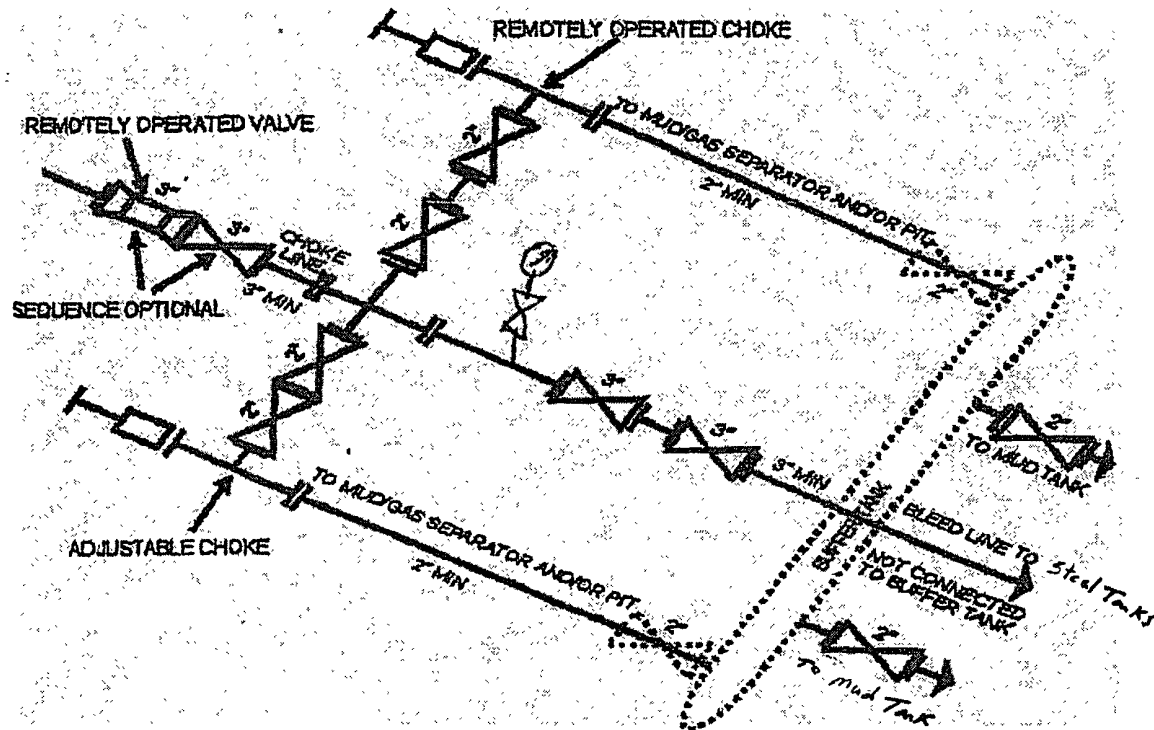 REMOTELY OPERATED CHOKE
REMOTELY OPERATED VALVE
TO MUD/GAS SEPARATOR AND/OR PIT
2" MIN
2"
2"
3"
3"
CHOKE
LINE
3" MIN
SEQUENCE OPTIONAL
2"
2"
3"
3"
3" MIN
2"
2"
TO MUD TANK
BUFFER TANK
BLEED LINE TO Steel Tanks
NOT CONNECTED
TO BUFFER TANK
ADJUSTABLE CHOKE
TO MUD/GAS SEPARATOR AND/OR PIT
2" MIN
2"
2"
To Mud Tank